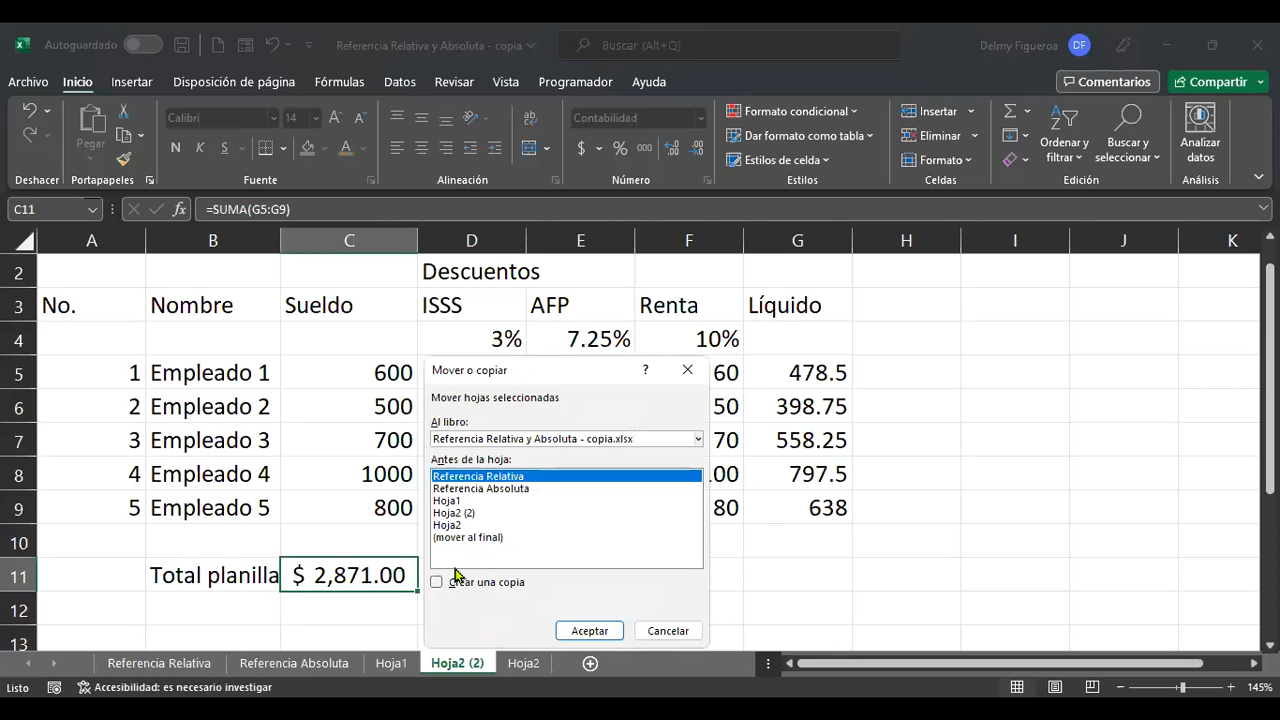 Autoguardado
Referencia Relativa y Absoluta - copia
Buscar (Alt+Q)
Delmy Figueroa
DF
Archivo Inicio Insertar Disposición de página Fórmulas Datos Revisar Vista Programador Ayuda
Comentarios
Compartir
Pegar
Calibri 14
N K S
Contabilidad
$ % 000
Formato condicional
Dar formato como tabla
Estilos de celda
Insertar
Eliminar
Formato
Ordenar y filtrar
Buscar y seleccionar
Analizar datos
Deshacer Portapapeles Fuente Alineación Número Estilos Celdas Edición Análisis
C11 fx =SUMA(G5:G9)
A B C D E F G H I J K
2 Descuentos
3 No. Nombre Sueldo ISSS AFP Renta Líquido
4 3% 7.25% 10%
5 1 Empleado 1 600 60 478.5
6 2 Empleado 2 500 50 398.75
7 3 Empleado 3 700 70 558.25
8 4 Empleado 4 1000 100 797.5
9 5 Empleado 5 800 80 638
10
11 Total planilla $ 2,871.00
12
13
Mover o copiar ?
Mover hojas seleccionadas
Al libro:
Referencia Relativa y Absoluta - copia.xlsx
Antes de la hoja:
Referencia Relativa
Referencia Absoluta
Hoja1
Hoja2 (2)
Hoja2
(mover al final)
Crear una copia
Aceptar Cancelar
Referencia Relativa Referencia Absoluta Hoja1 Hoja2 (2) Hoja2
Listo Accesibilidad: es necesario investigar 145%